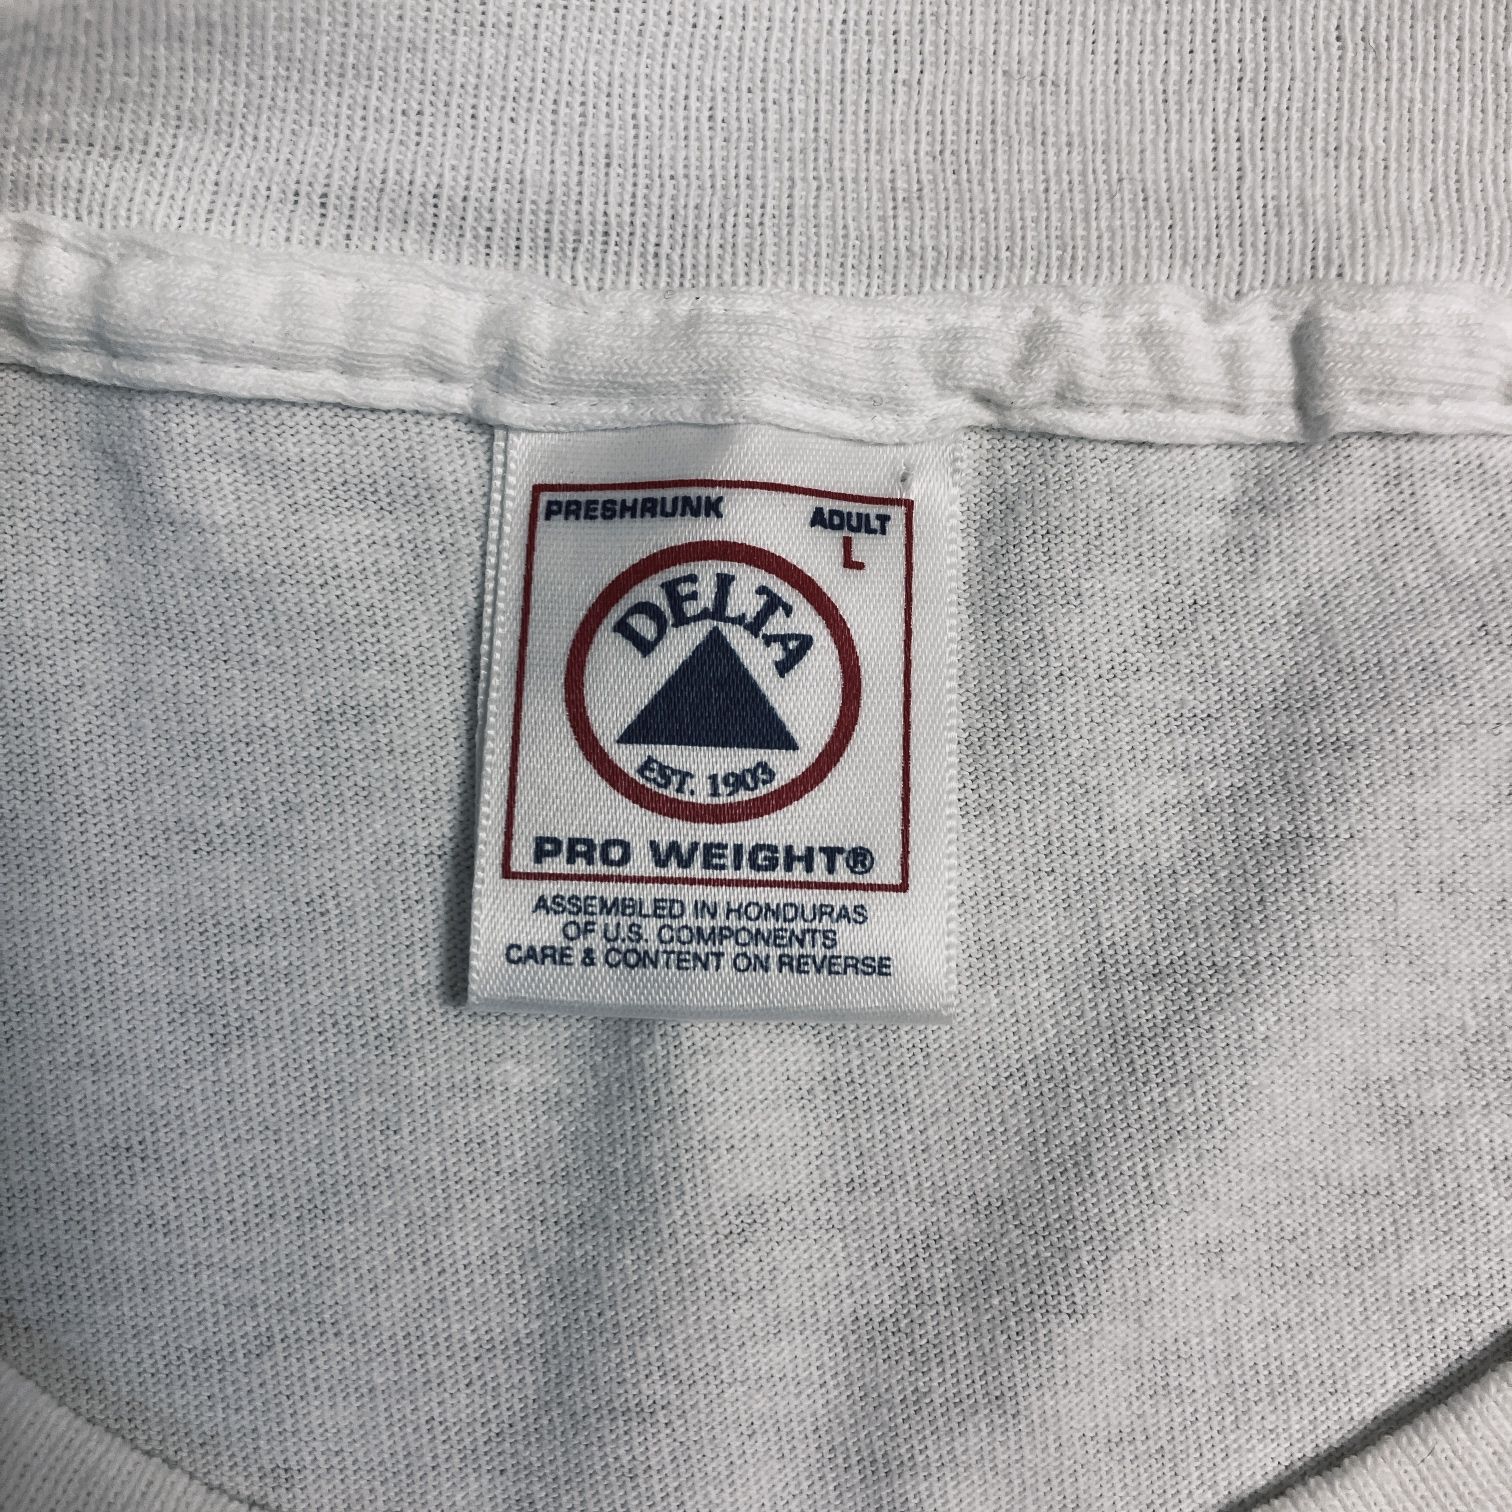 PRESHRUNK ADULT
L
DELTA
EST. 1903
PRO WEIGHT®
ASSEMBLED IN HONDURAS
OF U.S. COMPONENTS
CARE & CONTENT ON REVERSE